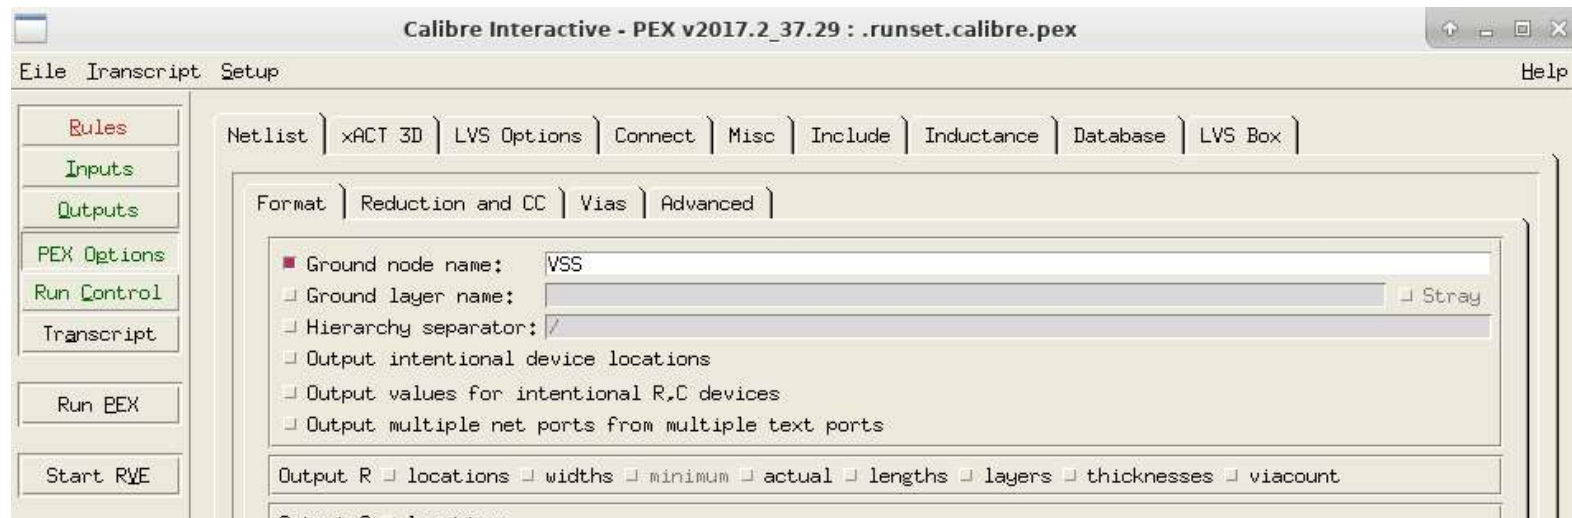 Calibre Interactive - PEX v2017.2_37.29 : .runset.calibre.pex
File Transcript Setup Help
Rules
Inputs
Outputs
PEX Options
Run Control
Transcript
Run PEX
Start RVE
Netlist xACT 3D LVS Options Connect Misc Include Inductance Database LVS Box
Format Reduction and CC Vias Advanced
Ground node name: VSS
Ground layer name: Stray
Hierarchy separator: /
Output intentional device locations
Output values for intentional R,C devices
Output multiple net ports from multiple text ports
Output R locations widths minimum actual lengths layers thicknesses viacount